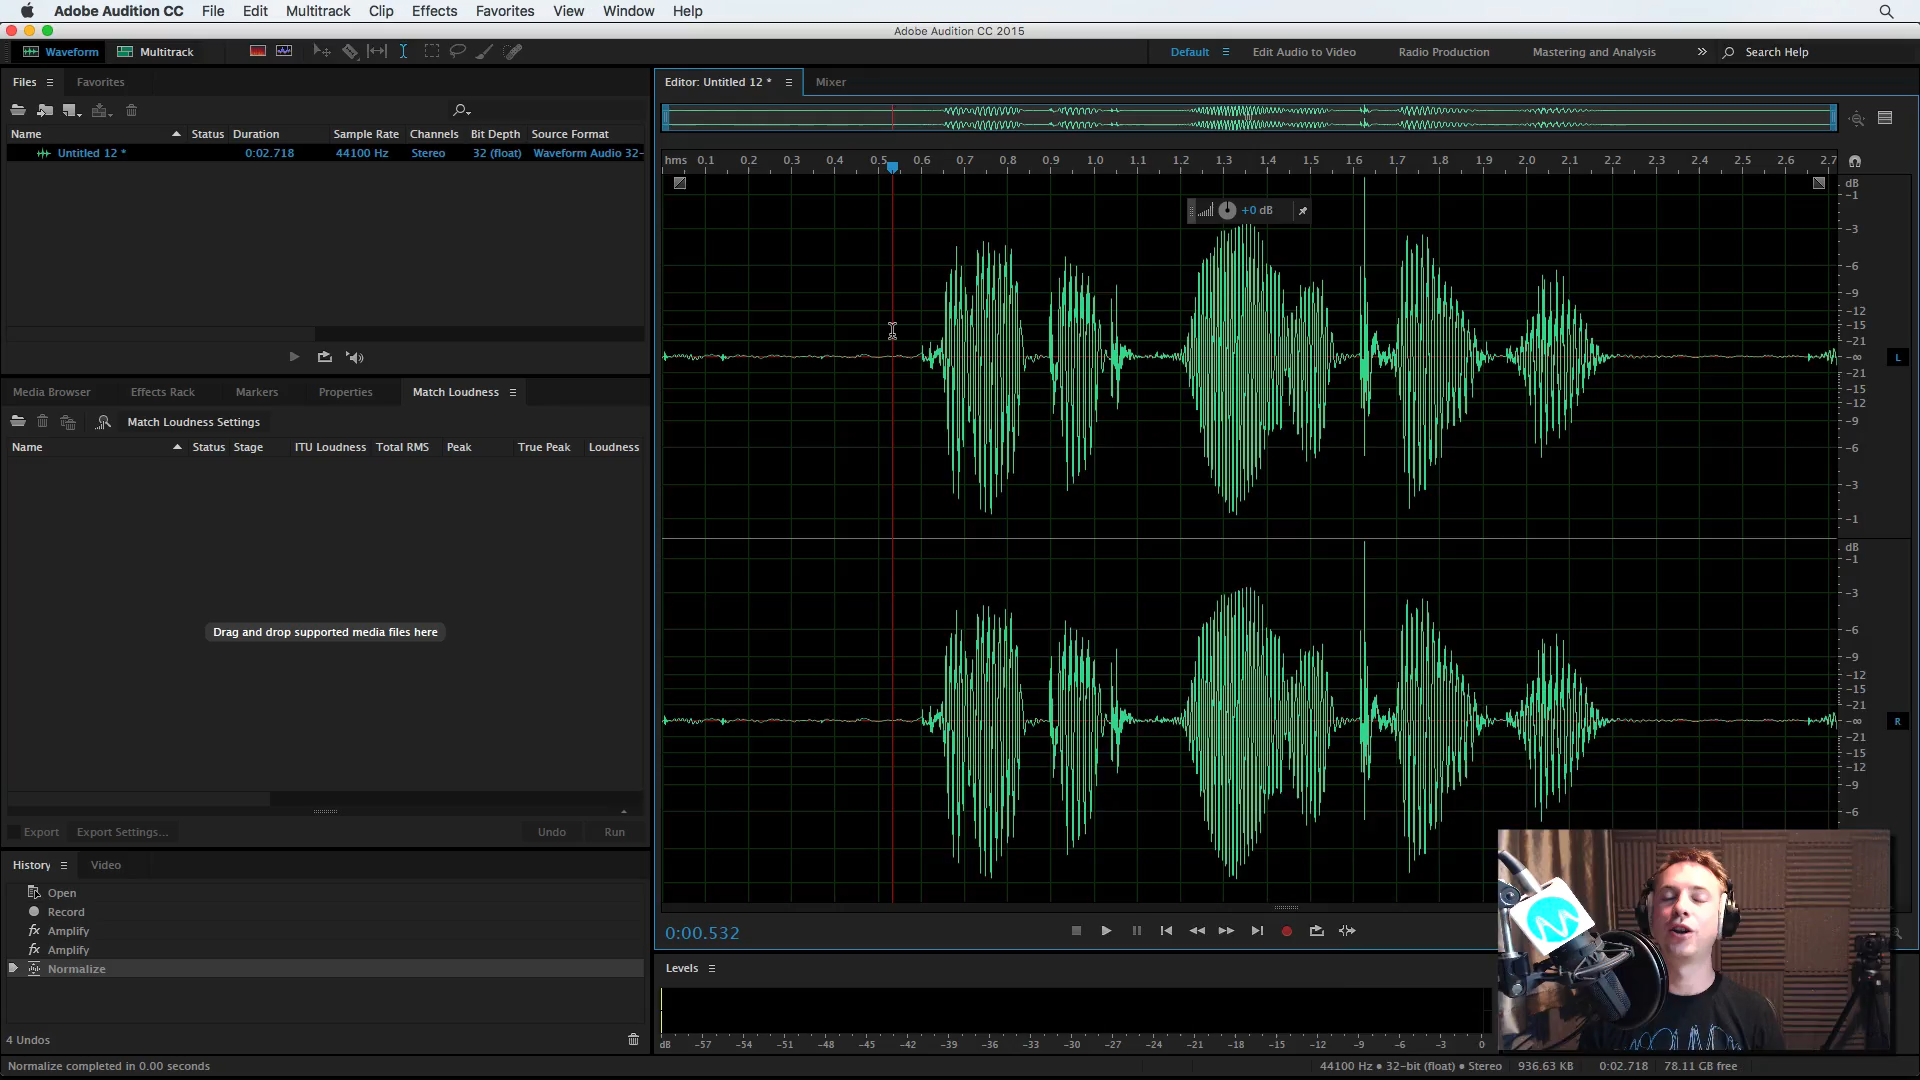 Adobe Audition CC File Edit Multitrack Clip Effects Favorites View Window Help
Adobe Audition CC 2015
Waveform Multitrack Default Edit Audio to Video Radio Production Mastering and Analysis Search Help
Files Favorites
Name Status Duration Sample Rate Channels Bit Depth Source Format
Untitled 12 * 0:02.718 44100 Hz Stereo 32 (float) Waveform Audio 32-
Media Browser Effects Rack Markers Properties Match Loudness
Match Loudness Settings
Name Status Stage ITU Loudness Total RMS Peak True Peak Loudness
Drag and drop supported media files here
Export Export Settings... Undo Run
History Video
Open
Record
Amplify
Amplify
Normalize
4 Undos
Normalize completed in 0.00 seconds
Editor: Untitled 12 * Mixer
hms 0.1 0.2 0.3 0.4 0.5 0.6 0.7 0.8 0.9 1.0 1.1 1.2 1.3 1.4 1.5 1.6 1.7 1.8 1.9 2.0 2.1 2.2 2.3 2.4 2.5 2.6 2.7
+0 dB
dB
-1
-3
-6
-9
-12
-15
-21
-∞
-21
-15
-12
-9
-6
-3
-1
L
dB
-1
-3
-6
-9
-12
-15
-21
-∞
-21
-15
-12
-9
-6
R
0:00.532
Levels
dB -57 -54 -51 -48 -45 -42 -39 -36 -33 -30 -27 -24 -21 -18 -15 -12 -9 -6 -3 0
44100 Hz • 32-bit (float) • Stereo 936.63 KB 0:02.718 78.11 GB free